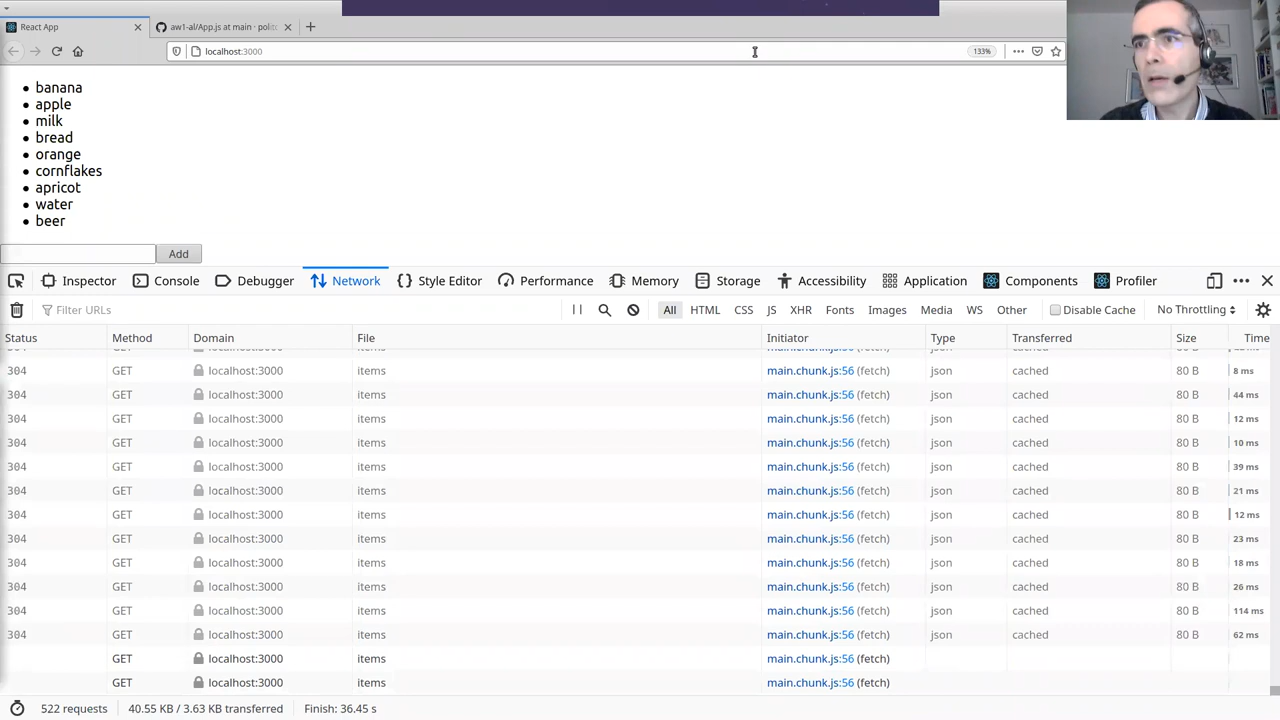 React App
aw1-al/App.js at main · polit
localhost:3000
133%
banana
apple
milk
bread
orange
cornflakes
apricot
water
beer
Add
Inspector Console Debugger Network Style Editor Performance Memory Storage Accessibility Application Components Profiler
Filter URLs All HTML CSS JS XHR Fonts Images Media WS Other Disable Cache No Throttling
Status Method Domain File Initiator Type Transferred Size Time
304 GET localhost:3000 items main.chunk.js:56 (fetch) json cached 80 B 8 ms
304 GET localhost:3000 items main.chunk.js:56 (fetch) json cached 80 B 44 ms
304 GET localhost:3000 items main.chunk.js:56 (fetch) json cached 80 B 12 ms
304 GET localhost:3000 items main.chunk.js:56 (fetch) json cached 80 B 10 ms
304 GET localhost:3000 items main.chunk.js:56 (fetch) json cached 80 B 39 ms
304 GET localhost:3000 items main.chunk.js:56 (fetch) json cached 80 B 21 ms
304 GET localhost:3000 items main.chunk.js:56 (fetch) json cached 80 B 12 ms
304 GET localhost:3000 items main.chunk.js:56 (fetch) json cached 80 B 23 ms
304 GET localhost:3000 items main.chunk.js:56 (fetch) json cached 80 B 18 ms
304 GET localhost:3000 items main.chunk.js:56 (fetch) json cached 80 B 26 ms
304 GET localhost:3000 items main.chunk.js:56 (fetch) json cached 80 B 114 ms
304 GET localhost:3000 items main.chunk.js:56 (fetch) json cached 80 B 62 ms
GET localhost:3000 items main.chunk.js:56 (fetch)
GET localhost:3000 items main.chunk.js:56 (fetch)
522 requests 40.55 KB / 3.63 KB transferred Finish: 36.45 s